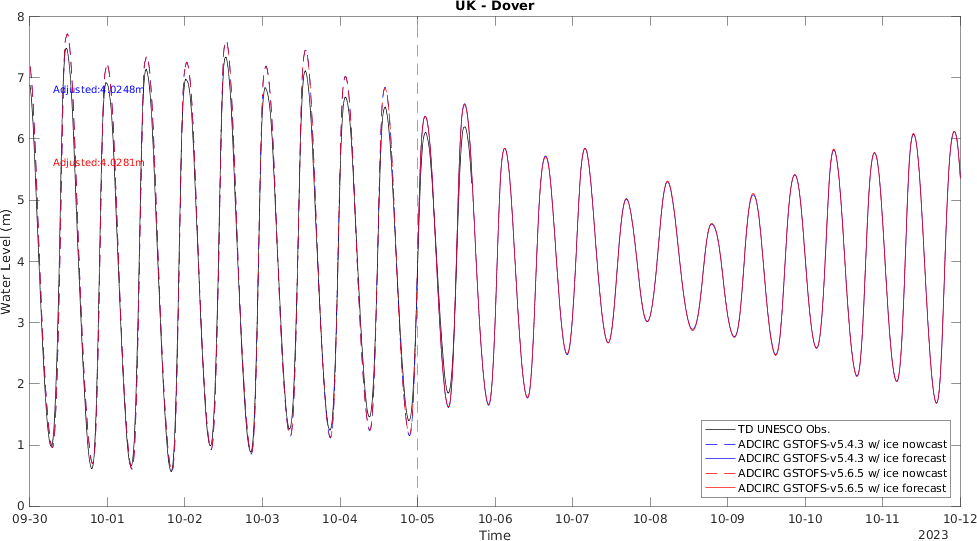 UK - Dover
8
7
6
5
4
3
2
1
0
Water Level (m)
Adjusted:4.0248m
Adjusted:4.0281m
TD UNESCO Obs.
ADCIRC GSTOFS-v5.4.3 w/ ice nowcast
ADCIRC GSTOFS-v5.4.3 w/ ice forecast
ADCIRC GSTOFS-v5.6.5 w/ ice nowcast
ADCIRC GSTOFS-v5.6.5 w/ ice forecast
09-30 10-01 10-02 10-03 10-04 10-05 10-06 10-07 10-08 10-09 10-10 10-11 10-12
Time
2023